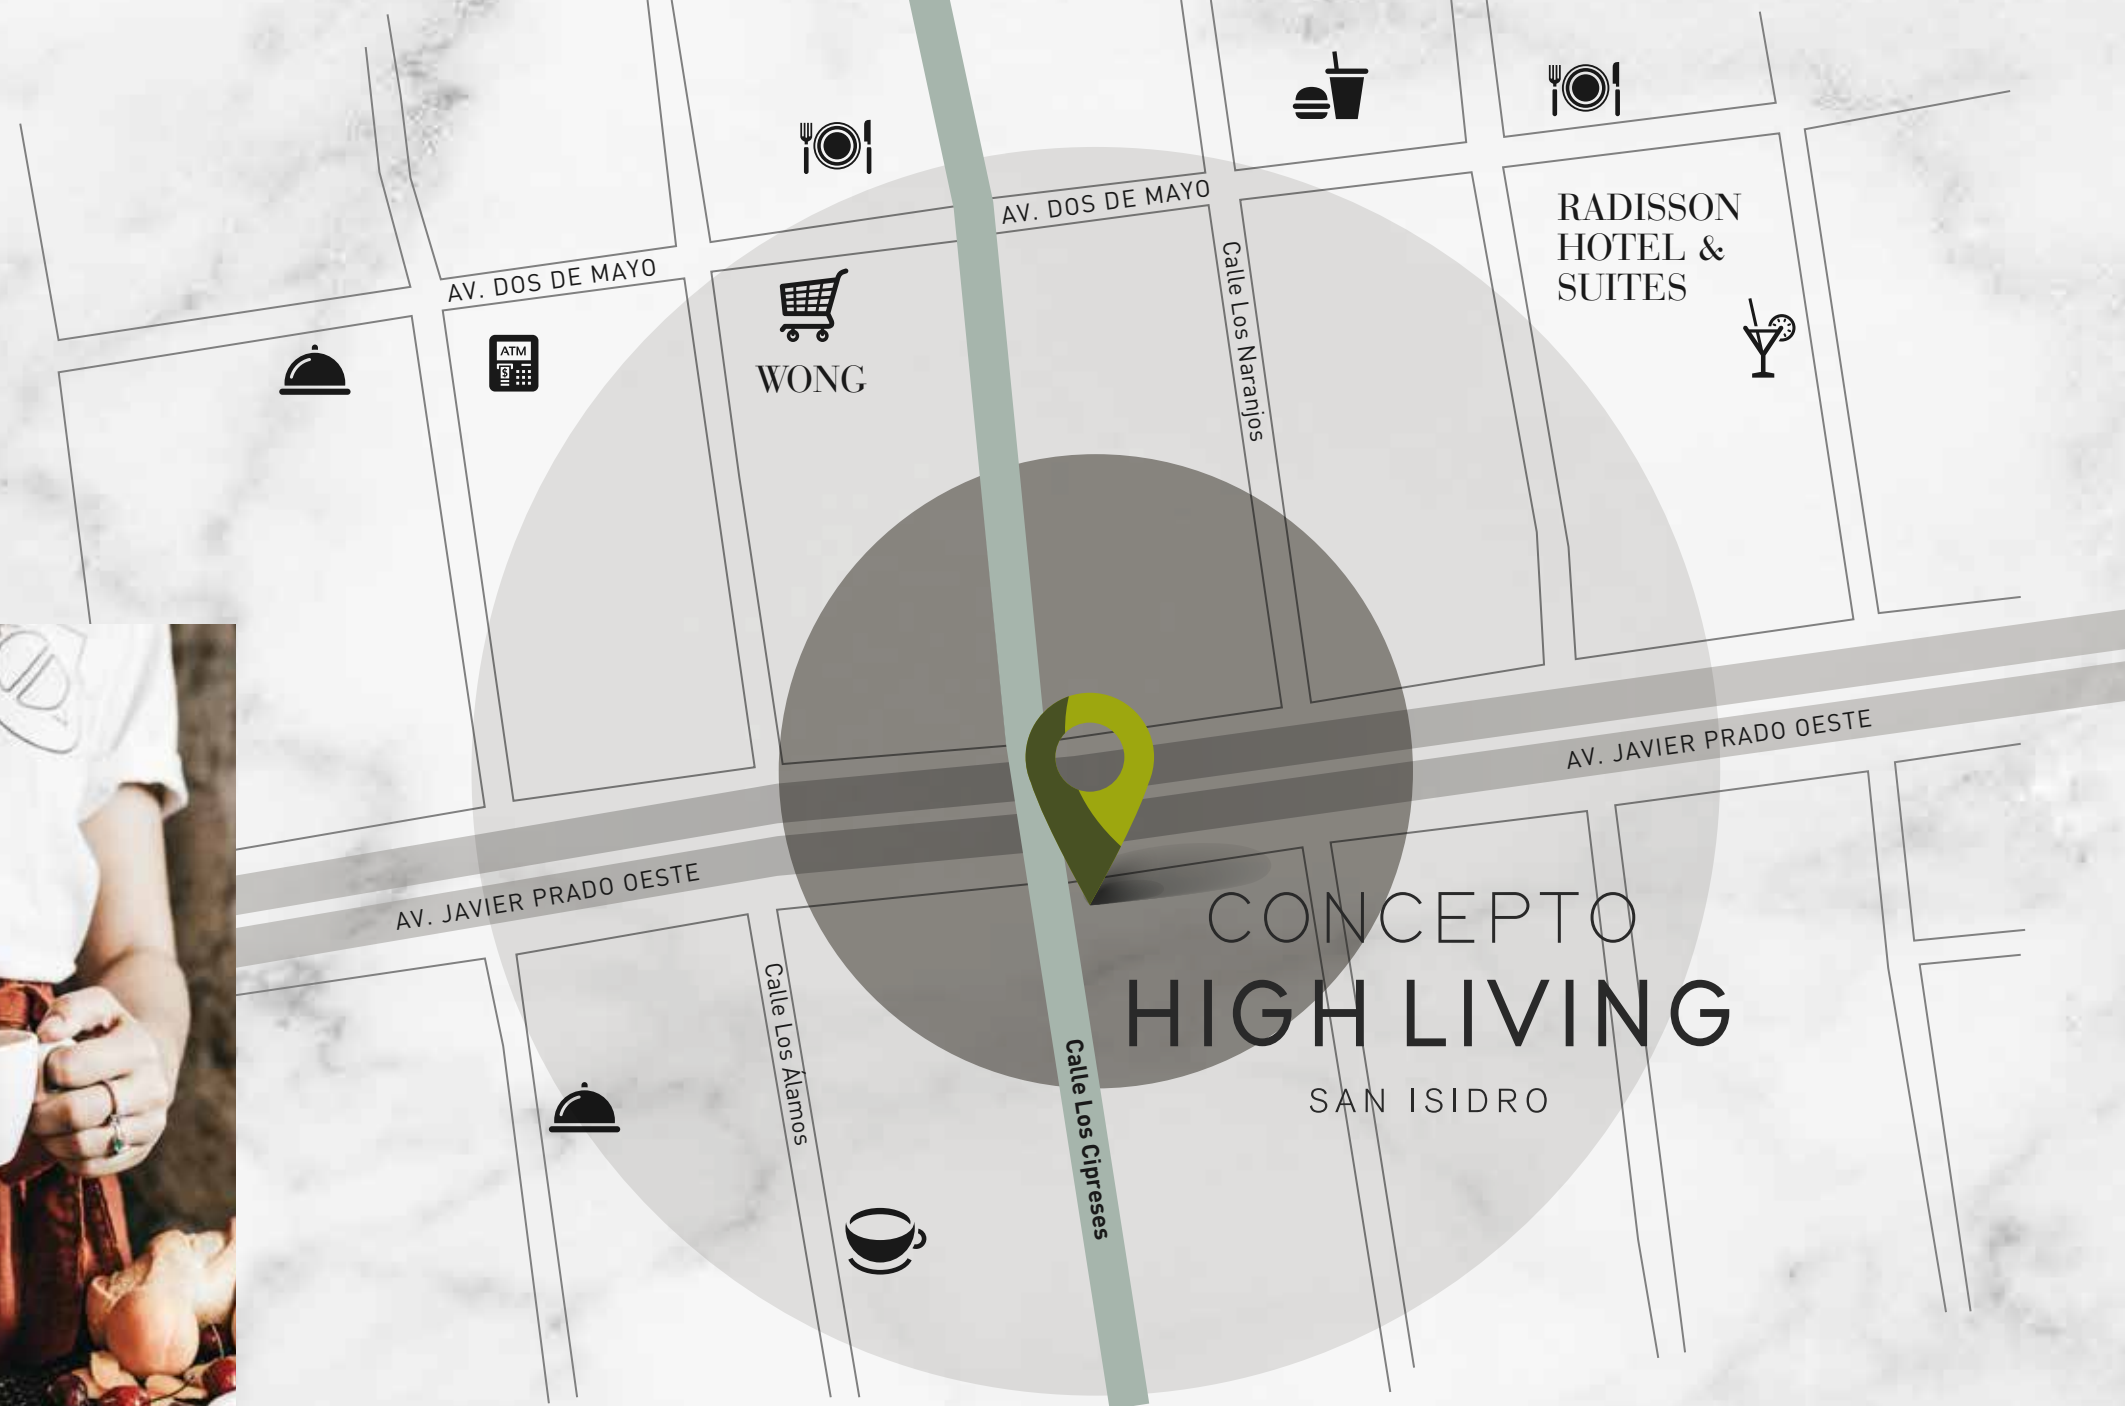 AV. DOS DE MAYO
AV. DOS DE MAYO
RADISSON
HOTEL &
SUITES
Calle Los Naranjos
ATM
$
WONG
AV. JAVIER PRADO OESTE
AV. JAVIER PRADO OESTE
CONCEPTO
HIGH LIVING
SAN ISIDRO
Calle Los Álamos
Calle Los Cipreses